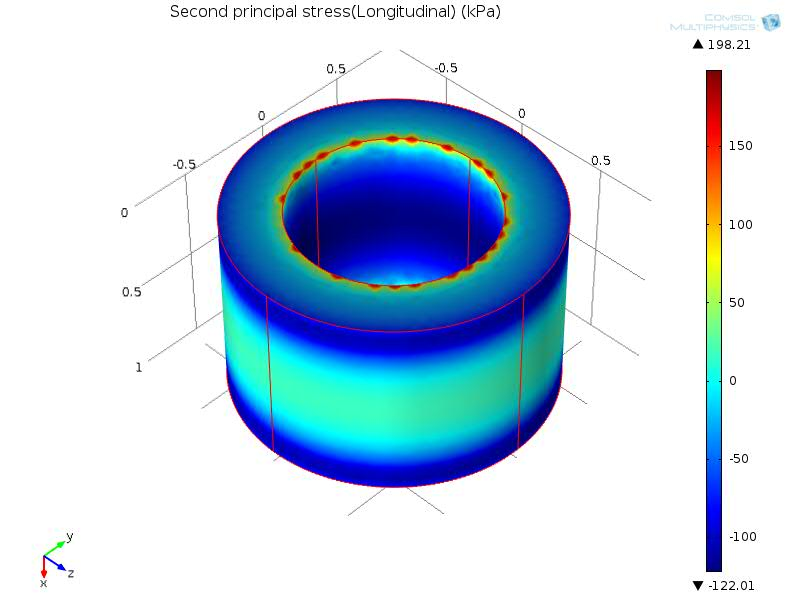 Second principal stress(Longitudinal) (kPa)
COMSOL
MULTIPHYSICS
▲ 198.21
0.5
-0.5
0
0
-0.5
0.5
0
0.5
1
150
100
50
0
-50
-100
▼ -122.01
y
z
x